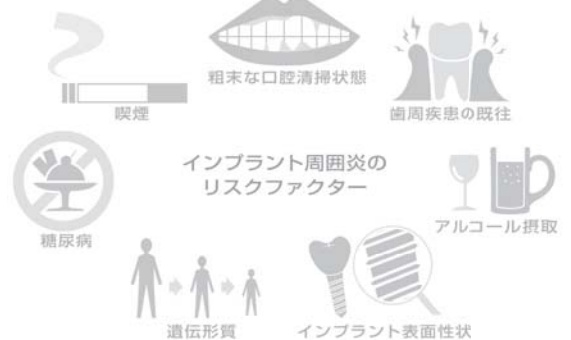 粗末な口腔清掃状態
喫煙
歯周疾患の既往
インプラント周囲炎の
リスクファクター
糖尿病
アルコール摂取
遺伝形質
インプラント表面性状